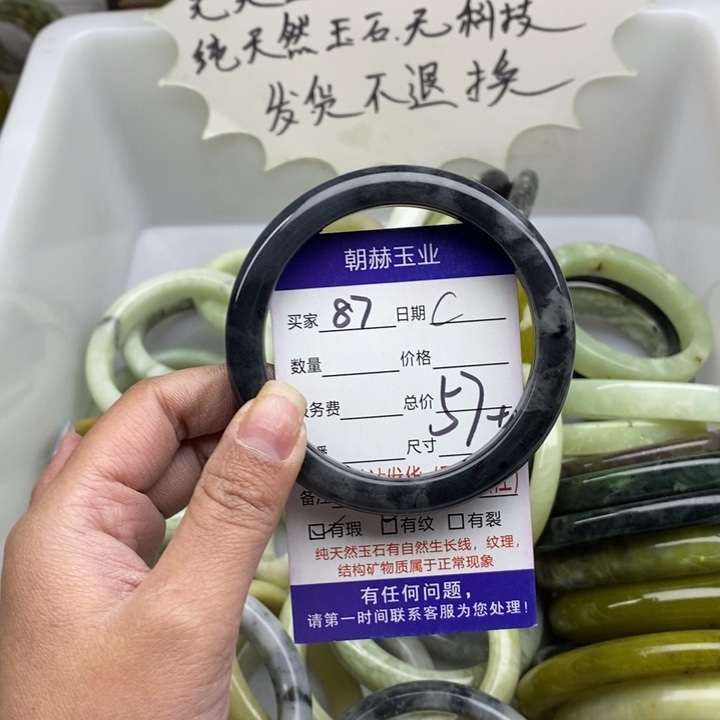 纯天然玉石.无科技
发货不退换
朝赫玉业
买家 87 日期 C
数量 价格
务费 总价 57+
尺寸
备注
☑有瑕 ☑有纹 □有裂
纯天然玉石有自然生长线，纹理，
结构矿物质属于正常现象
有任何问题，
请第一时间联系客服为您处理！